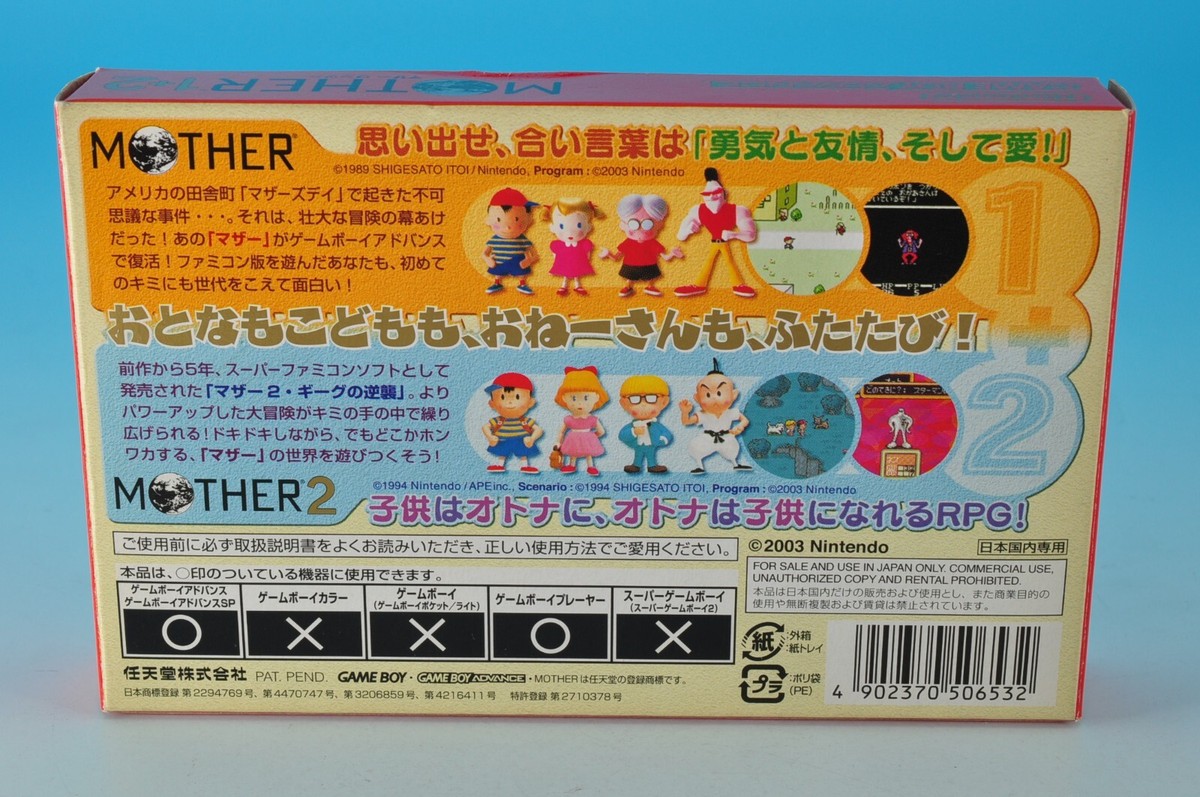 MOTHER1+2
MOTHER®
思い出せ、合い言葉は「勇気と友情、そして愛!」
©1989 SHIGESATO ITOI/Nintendo, Program : ©2003 Nintendo
アメリカの田舎町「マザーズデイ」で起きた不可
思議な事件・・・。それは、壮大な冒険の幕あけ
だった!あの「マザー」がゲームボーイアドバンス
で復活!ファミコン版を遊んだあなたも、初めて
のキミにも世代をこえて面白い!
1
+
おとなもこどもも、おねーさんも、ふたたび!
前作から5年、スーパーファミコンソフトとして
発売された「マザー2・ギーグの逆襲」。より
パワーアップした大冒険がキミの手の中で繰り
広げられる!ドキドキしながら、でもどこかホン
ワカする、「マザー」の世界を遊びつくそう!
2
MOTHER®2
©1994 Nintendo/APEinc., Scenario : ©1994 SHIGESATO ITOI, Program : ©2003 Nintendo
子供はオトナに、オトナは子供になれるRPG!
ご使用前に必ず取扱説明書をよくお読みいただき、正しい使用方法でご愛用ください。
©2003 Nintendo
日本国内専用
FOR SALE AND USE IN JAPAN ONLY. COMMERCIAL USE,
UNAUTHORIZED COPY AND RENTAL PROHIBITED.
本品は日本国内だけの販売および使用とし、また商業目的の
使用や無断複製および賃貸は禁止されています。
本品は、○印のついている機器に使用できます。
ゲームボーイアドバンス
ゲームボーイアドバンスSP
○
ゲームボーイカラー
×
ゲームボーイ
(ゲームボーイポケット/ライト)
×
ゲームボーイプレーヤー
○
スーパーゲームボーイ
(スーパーゲームボーイ2)
×
紙
:外箱
:紙トレイ
プラ
:ポリ袋
(PE)
任天堂株式会社 PAT. PEND. GAME BOY・GAME BOY ADVANCE・MOTHERは任天堂の登録商標です。
日本商標登録 第2294769号、第4470747号、第3206859号、第4216411号 特許登録 第2710378号
4 902370 506532